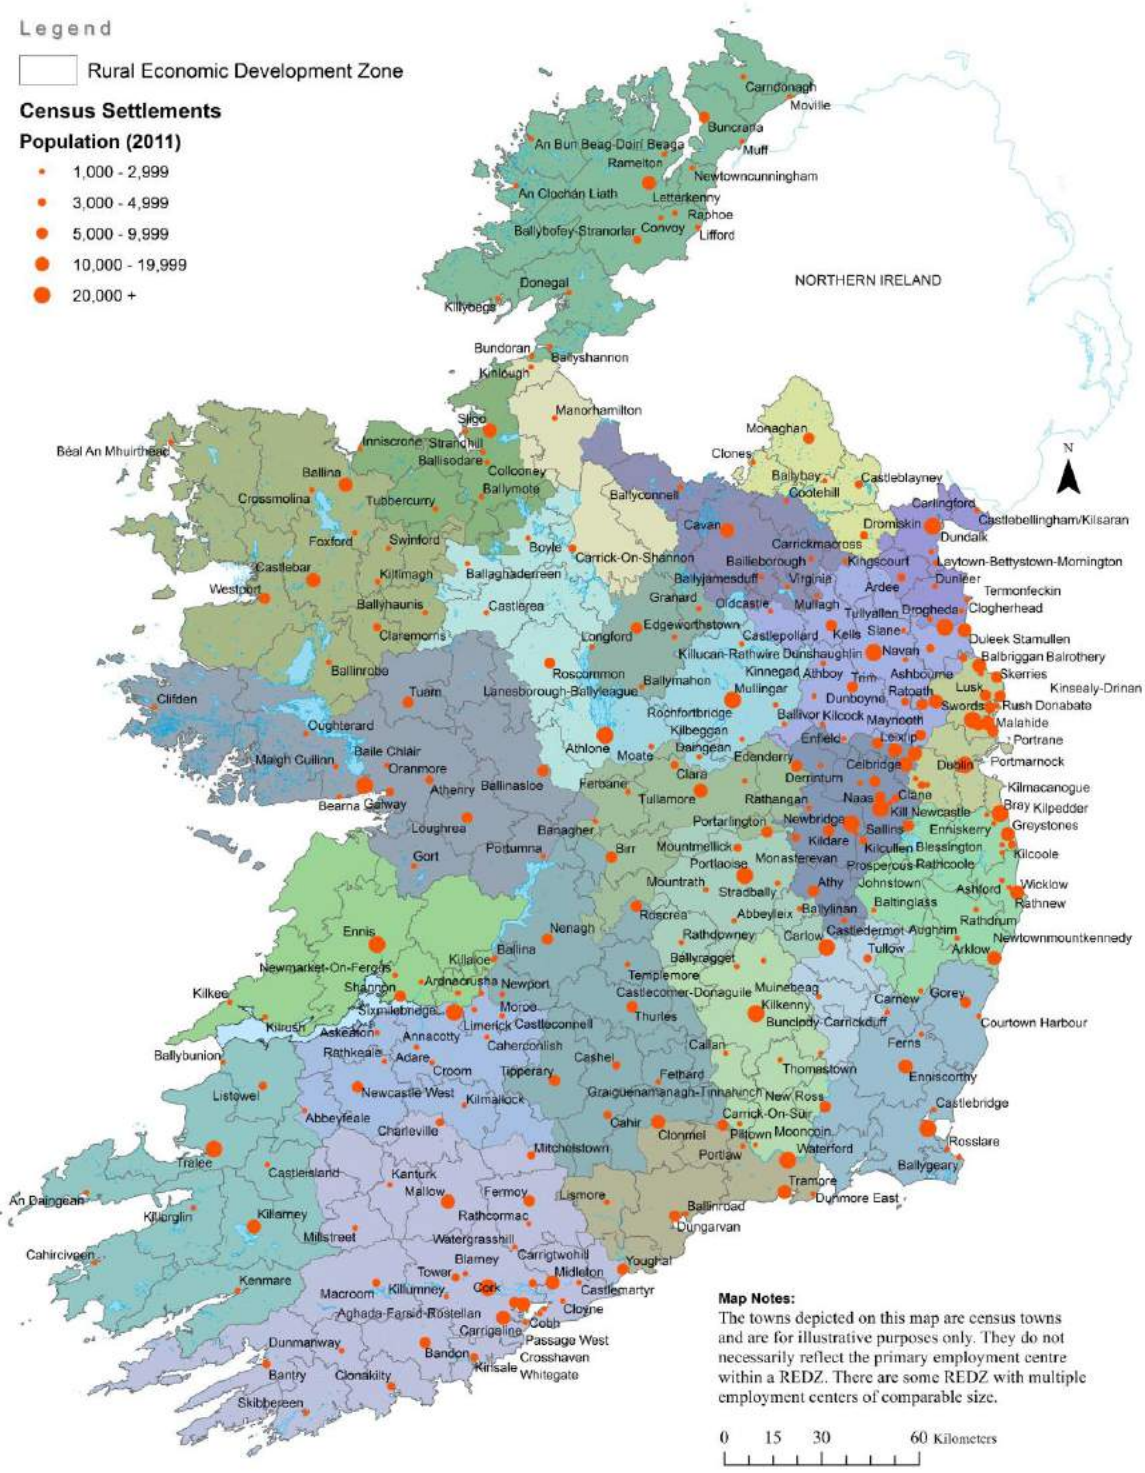 Legend
Rural Economic Development Zone
Census Settlements
Population (2011)
1,000 - 2,999
3,000 - 4,999
5,000 - 9,999
10,000 - 19,999
20,000 +
Carndonagh
Moville
Buncrana
An Bun Beag-Doirí Beaga
Muff
Ramelton
Newtowncunningham
An Clochán Liath
Letterkenny
Raphoe
Ballybofey-Stranorlar
Convoy
Lifford
NORTHERN IRELAND
Donegal
Killybegs
Bundoran
Ballyshannon
Kinlough
Manorhamilton
Sligo
Monaghan
Béal An Mhuirthead
Inniscrone
Strandhill
Clones
Ballisodare
Collooney
Ballina
Ballybay
Castleblayney
Crossmolina
Ballymote
Ballyconnell
Cootehill
Tubbercurry
Carlingford
Castlebellingham/Kilsaran
Cavan
Dromiskin
Dundalk
Foxford
Swinford
Boyle
Carrick-On-Shannon
Carrickmacross
Bailieborough
Kingscourt
Laytown-Bettystown-Mornington
Castlebar
Kiltimagh
Ballaghaderreen
Ballyjamesduff
Virginia
Ardee
Dunleer
Westport
Termonfeckin
Ballyhaunis
Castlerea
Granard
Oldcastle
Mullagh
Tullyallen
Drogheda
Clogherhead
Claremorris
Longford
Edgeworthstown
Castlepollard
Kells
Slane
Duleek
Stamullen
Killucan-Rathwire
Dunshaughlin
Navan
Balbriggan
Balrothery
Ballinrobe
Roscommon
Ballymahon
Kinnegad
Athboy
Trim
Ashbourne
Skerries
Clifden
Tuam
Lanesborough-Ballyleague
Mullingar
Dunboyne
Ratoath
Lusk
Kinsealy-Drinan
Rochfortbridge
Swords
Rush
Donabate
Oughterard
Kilbeggan
Ballivor
Kilcock
Maynooth
Malahide
Baile Chláir
Athlone
Moate
Daingean
Enfield
Leixlip
Portrane
Maigh Cuilinn
Oranmore
Clara
Edenderry
Celbridge
Dublin
Portmarnock
Athenry
Ballinasloe
Ferbane
Derrinturn
Bearna
Galway
Tullamore
Rathangan
Naas
Clane
Kilmacanogue
Kill
Newcastle
Bray
Kilpedder
Loughrea
Banagher
Portarlington
Newbridge
Sallins
Enniskerry
Greystones
Gort
Portumna
Birr
Mountmellick
Kildare
Kilcullen
Blessington
Kilcoole
Portlaoise
Monasterevan
Prosperous
Rathcoole
Mountrath
Stradbally
Athy
Johnstown
Ashford
Wicklow
Rathnew
Roscrea
Abbeyleix
Ballylinan
Baltinglass
Rathdrum
Ennis
Nenagh
Rathdowney
Carlow
Castledermot
Aughrim
Newtownmountkennedy
Ballina
Ballyragget
Tullow
Arklow
Newmarket-On-Fergus
Killaloe
Ardnacrusha
Newport
Templemore
Shannon
Castlecomer-Donaguile
Muinebeag
Kilkee
Sixmilebridge
Moroe
Thurles
Kilkenny
Carnew
Gorey
Kilrush
Limerick
Castleconnell
Bunclody-Carrickduff
Courtown Harbour
Askeaton
Annacotty
Caherconlish
Callan
Ferns
Ballybunion
Rathkeale
Adare
Cashel
Thomastown
Croom
Tipperary
Fethard
Enniscorthy
Listowel
Newcastle West
Kilmallock
Graiguenamanagh-Tinnahinch
New Ross
Castlebridge
Abbeyfeale
Charleville
Cahir
Carrick-On-Suir
Clonmel
Piltown
Mooncoin
Rosslare
Mitchelstown
Portlaw
Waterford
Tralee
Castleisland
Ballygeary
Kanturk
Tramore
An Daingean
Mallow
Fermoy
Lismore
Dunmore East
Killorglin
Killarney
Rathcormac
Ballinroad
Dungarvan
Millstreet
Watergrasshill
Cahirciveen
Blarney
Carrigtwohill
Youghal
Kenmare
Tower
Midleton
Macroom
Killumney
Cork
Castlemartyr
Aghada-Farsid-Rostellan
Cloyne
Cobh
Carrigaline
Passage West
Dunmanway
Bandon
Crosshaven
Kinsale
Whitegate
Bantry
Clonakilty
Skibbereen
N
Map Notes:
The towns depicted on this map are census towns
and are for illustrative purposes only. They do not
necessarily reflect the primary employment centre
within a REDZ. There are some REDZ with multiple
employment centers of comparable size.
0 15 30 60 Kilometers